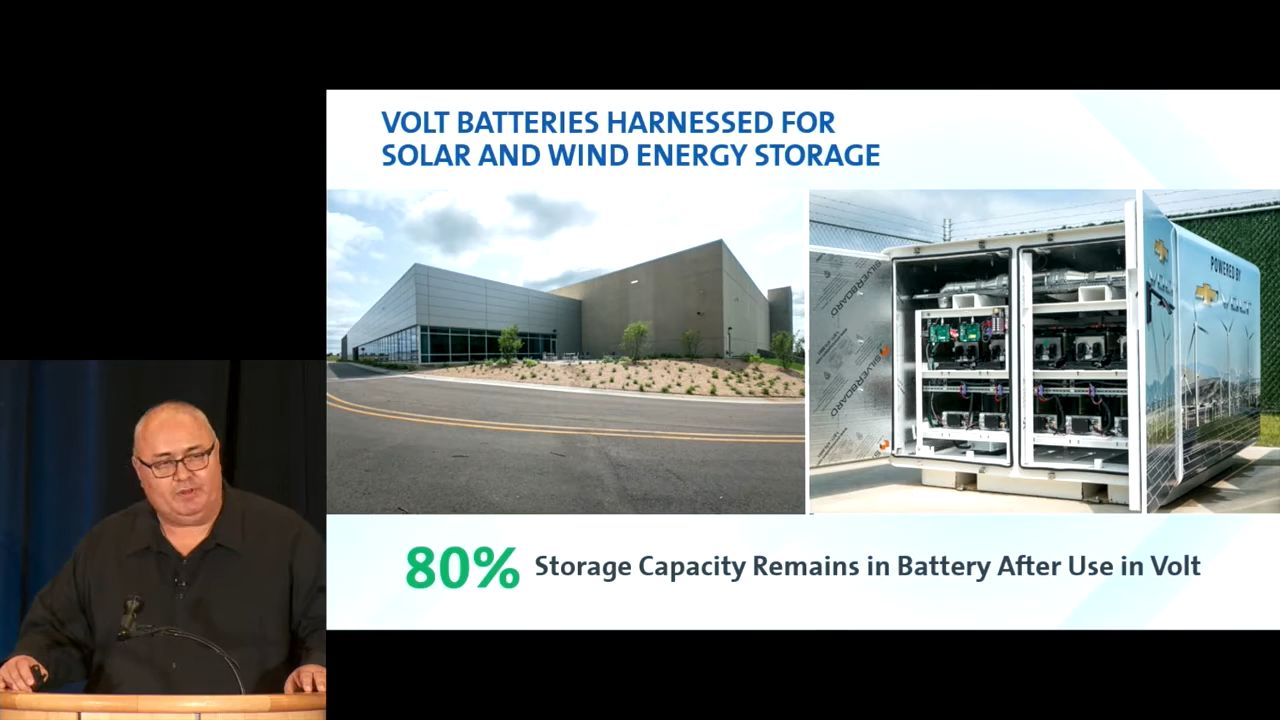 VOLT BATTERIES HARNESSED FOR
SOLAR AND WIND ENERGY STORAGE
SILVERBOARD
SILVERBOARD
POWERED BY
80% Storage Capacity Remains in Battery After Use in Volt